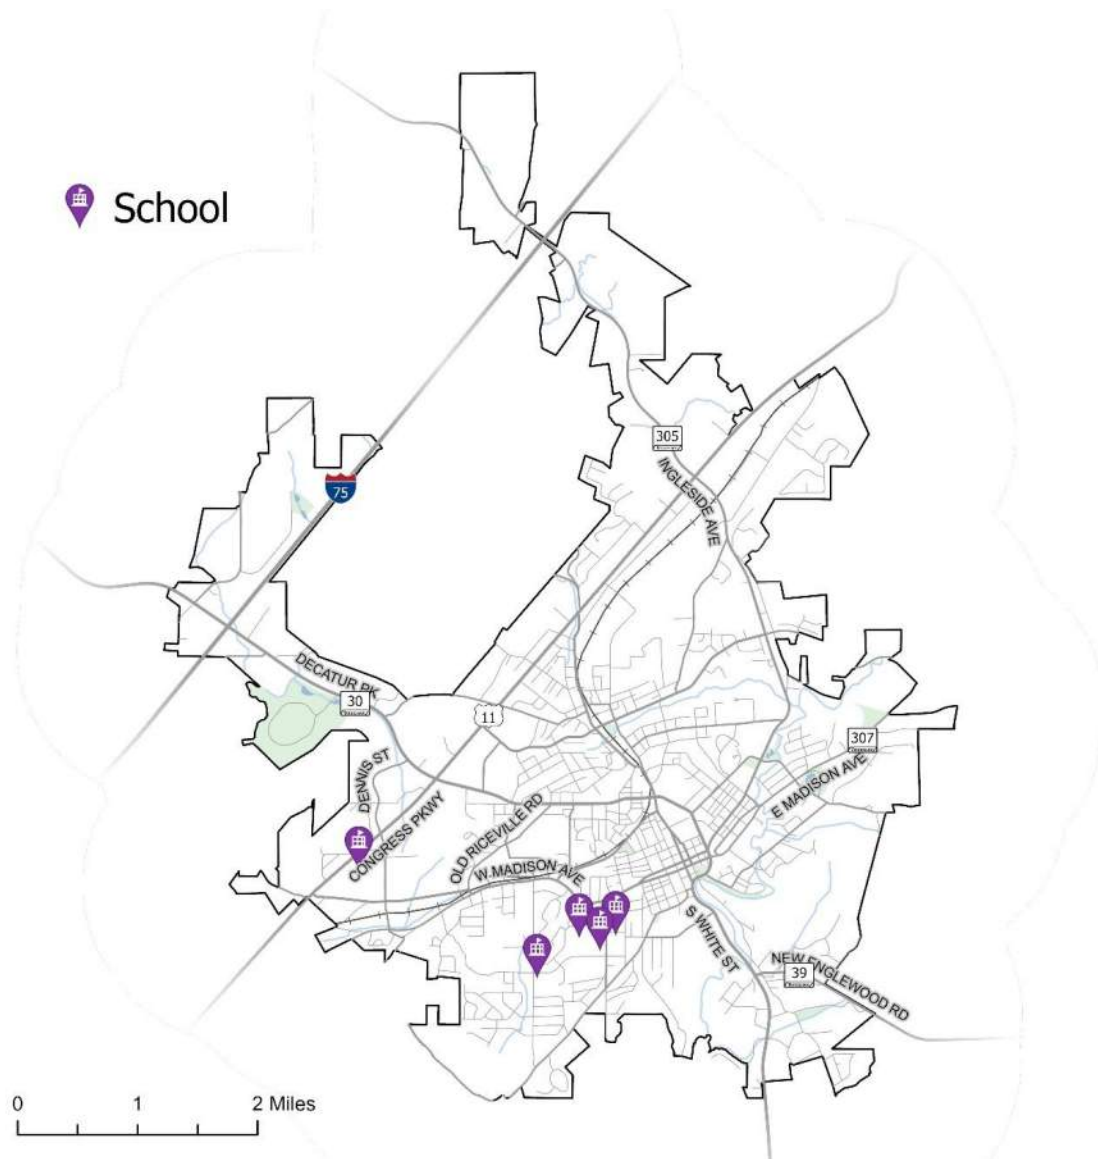 School
305
INGLESIDE AVE
75
DECATUR PK
30
11
307
DENNIS ST
E MADISON AVE
CONGRESS PKWY
OLD RICEVILLE RD
W MADISON AVE
S WHITE ST
NEW ENGLEWOOD RD
39
0 1 2 Miles